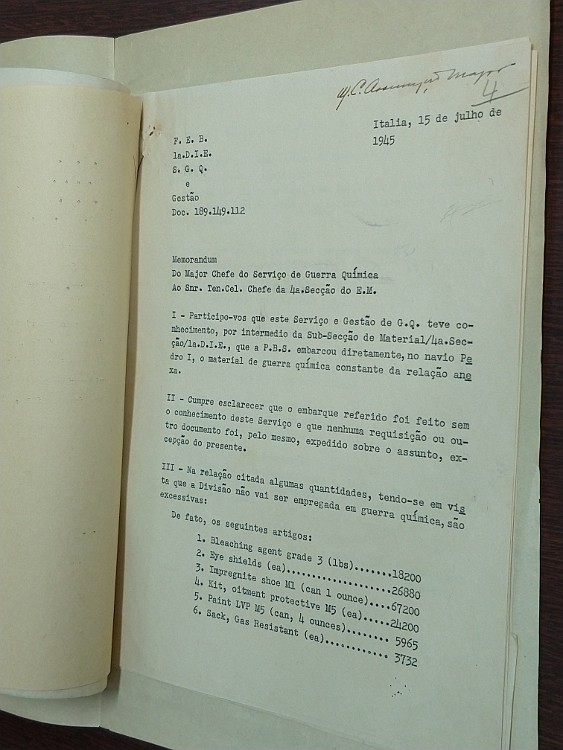 M.C. Assumpção, Major
4
Italia, 15 de julho de
1945
F. E. B.
1a.D.I.E.
S. G. Q.
e
Gestão
Doc. 189.149.112
Memorandum
Do Major Chefe do Serviço de Guerra Química
Ao Snr. Ten.Cel. Chefe da 4a.Secção do E.M.
I - Participo-vos que este Serviço e Gestão de G.Q. teve co-
nhecimento, por intermedio da Sub-Secção de Material/4a.Sec-
ção/1a.D.I.E., que a P.B.S. embarcou diretamente, no navio Pe
dro I, o material de guerra química constante da relação ane
xa.
II - Cumpre esclarecer que o embarque referido foi feito sem
o conhecimento deste Serviço e que nenhuma requisição ou ou-
tro documento foi, pelo mesmo, expedido sobre o assunto, ex-
cepção do presente.
III - Na relação citada algumas quantidades, tendo-se em vis
ta que a Divisão não vai ser empregada em guerra química, são
excessivas:
De fato, os seguintes artigos:
1. Bleaching agent grade 3 (lbs).......18200
2. Eye shields (ea)....................26880
3. Impregnite shoe M1 (can 1 ounce)....67200
4. Kit, oitment protective M5 (ea).....24200
5. Paint LVP M5 (can, 4 ounces)........ 5965
6. Sack, Gas Resistant (ea)............ 3732